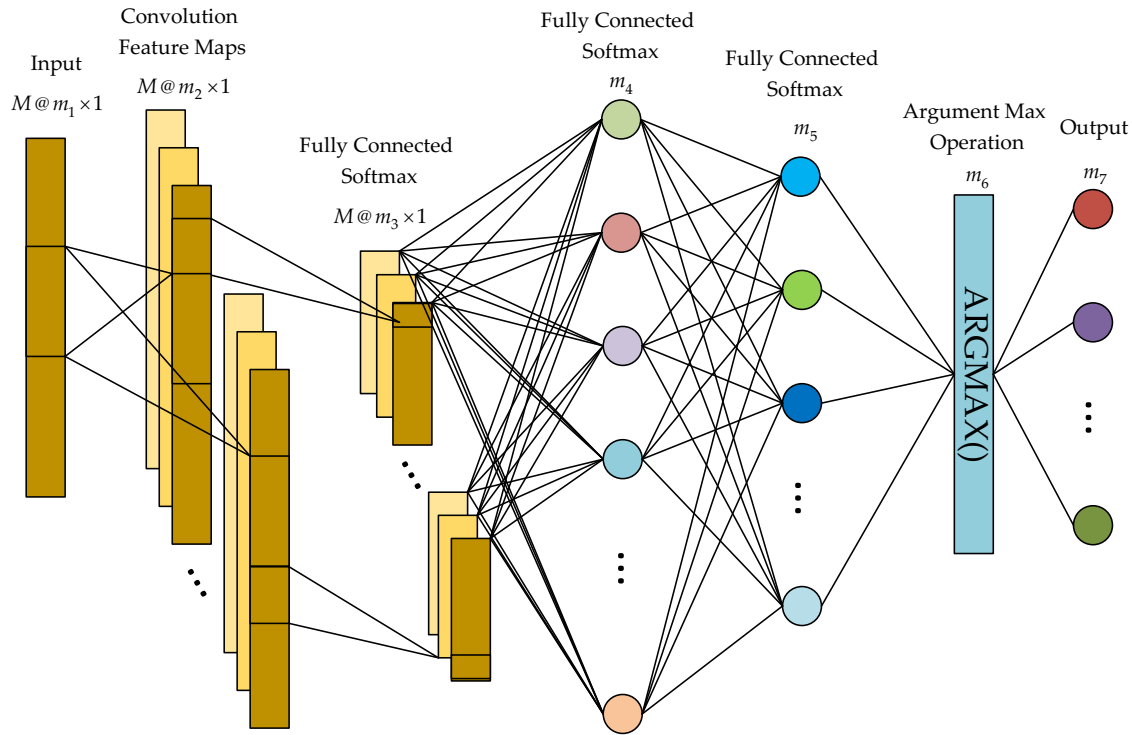 Input
M@m₁×1
Convolution
Feature Maps
M@m₂×1
Fully Connected
Softmax
M@m₃×1
Fully Connected
Softmax
m₄
Fully Connected
Softmax
m₅
Argument Max
Operation
m₆
ARGMAX()
Output
m₇